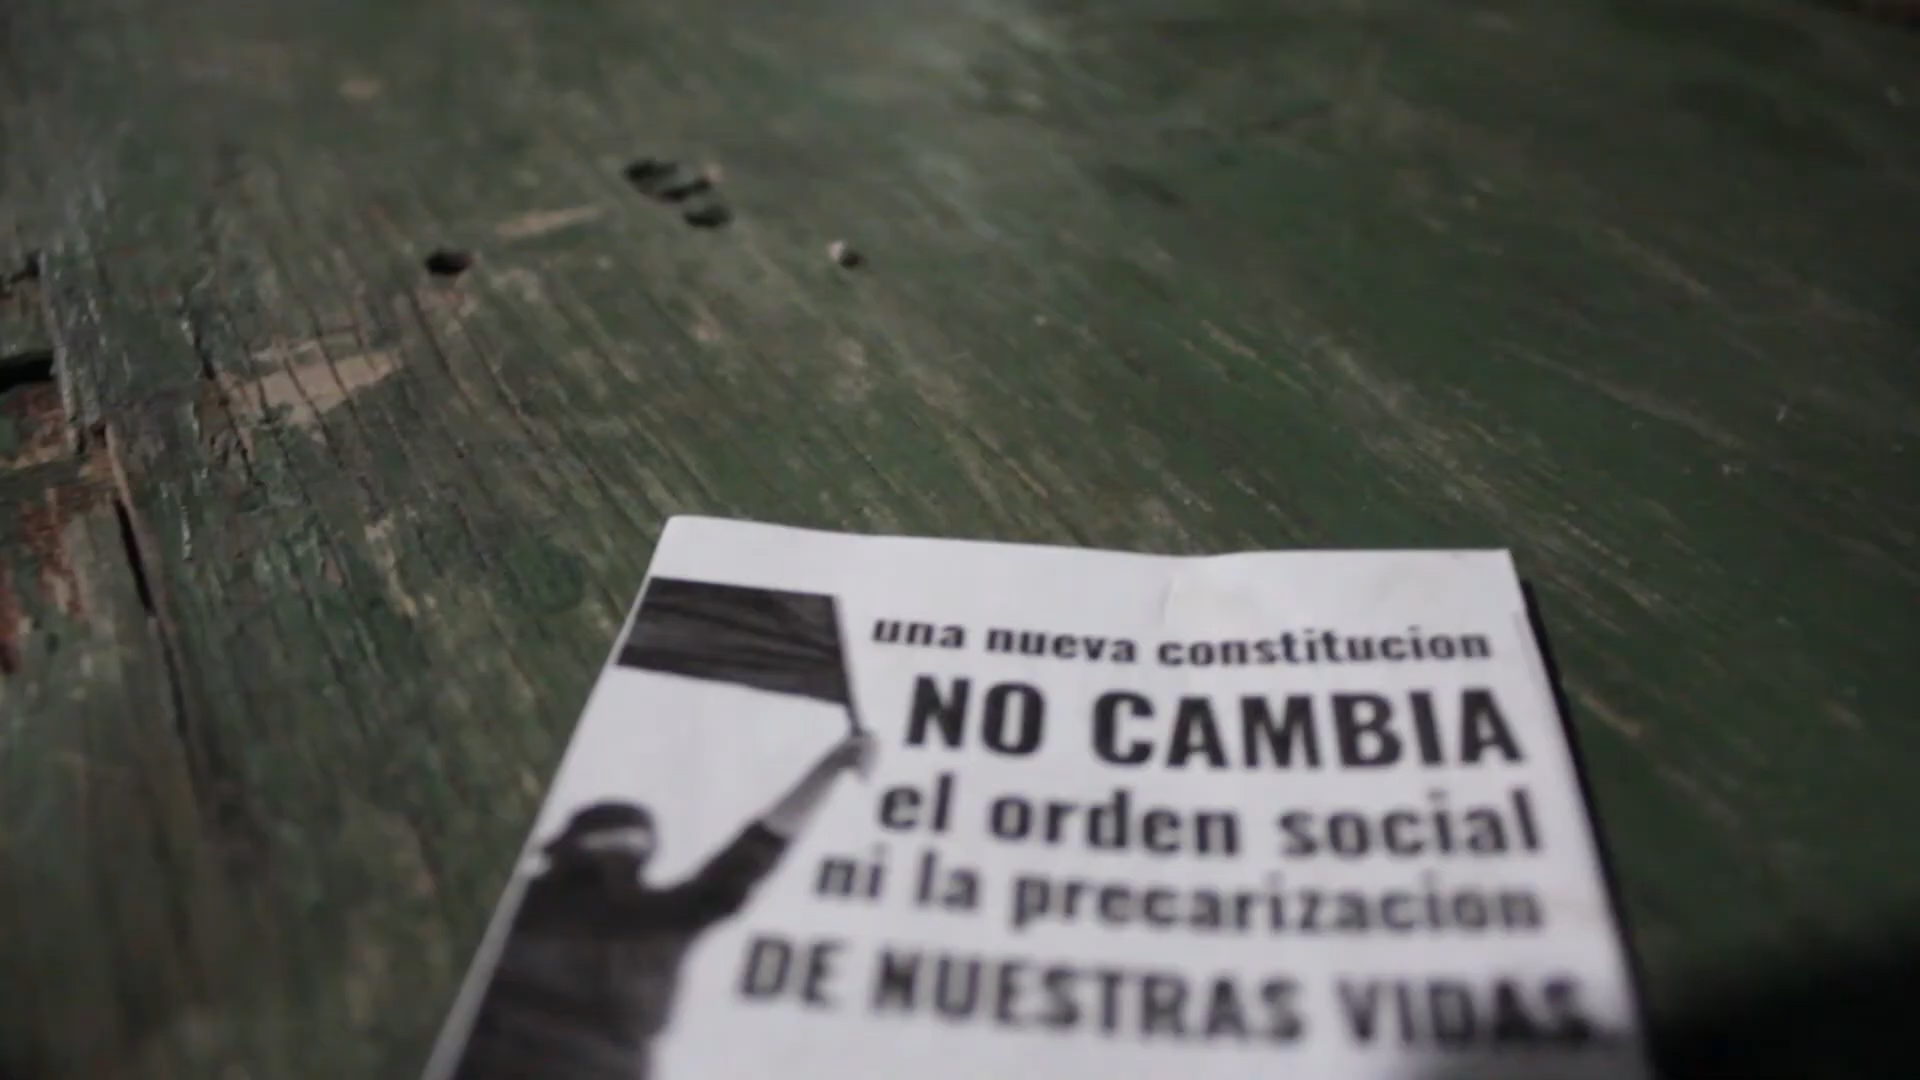 una nueva constitucion
NO CAMBIA
el orden social
ni la precarizacion
DE NUESTRAS VIDAS